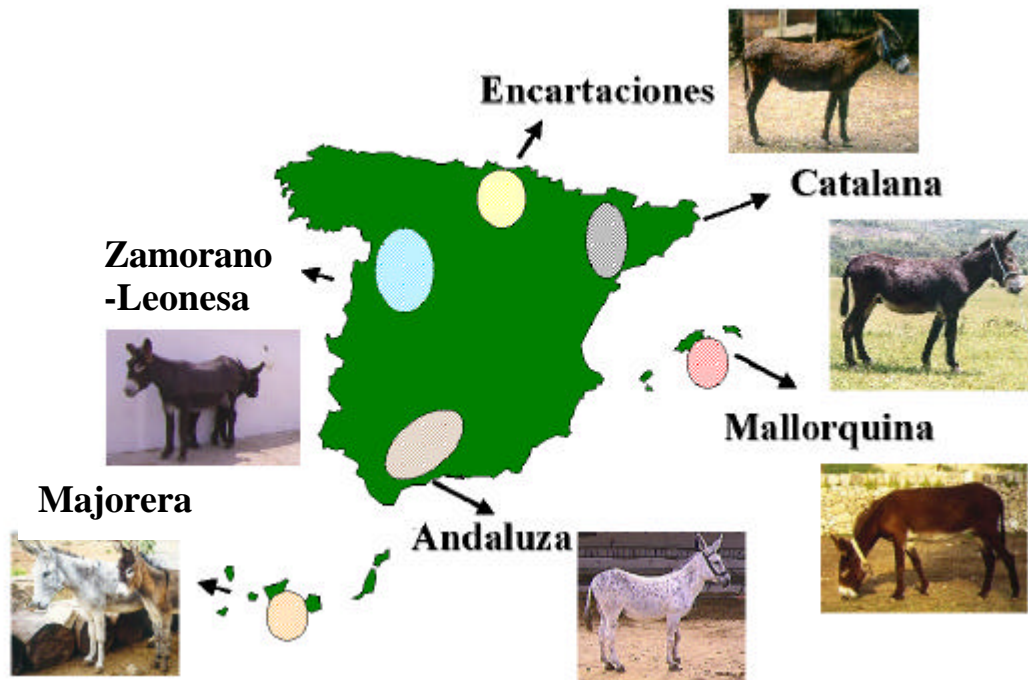 Encartaciones
Catalana
Zamorano
-Leonesa
Mallorquina
Majorera
Andaluza